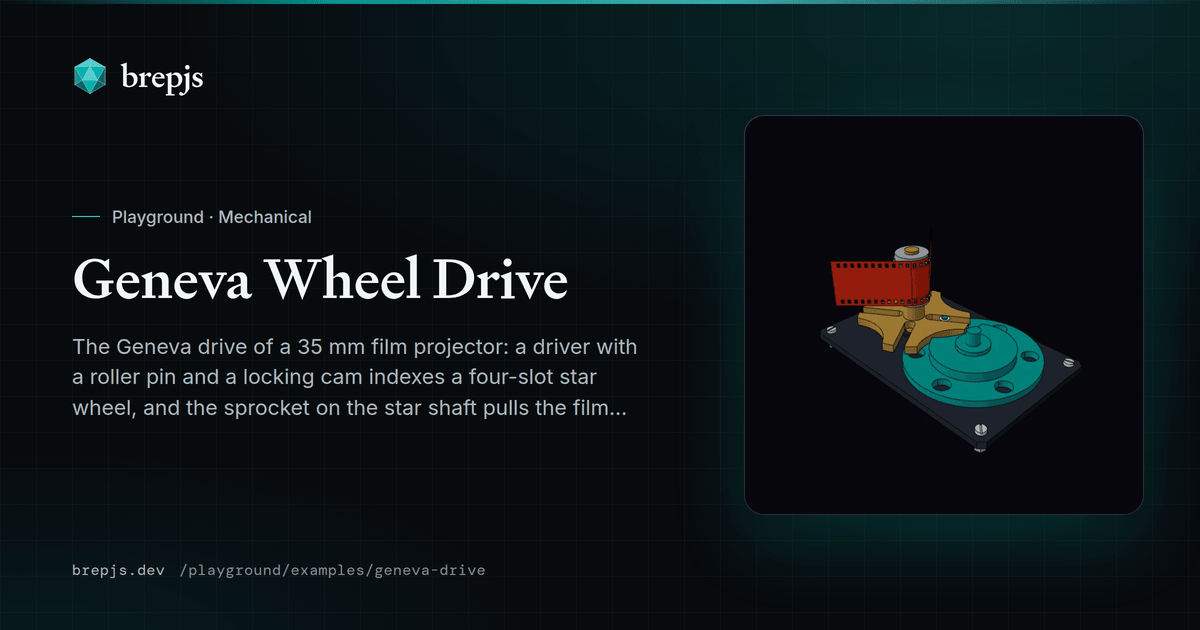 brepjs
Playground · Mechanical
Geneva Wheel Drive
The Geneva drive of a 35 mm film projector: a driver with
a roller pin and a locking cam indexes a four-slot star
wheel, and the sprocket on the star shaft pulls the film...
brepjs.dev /playground/examples/geneva-drive